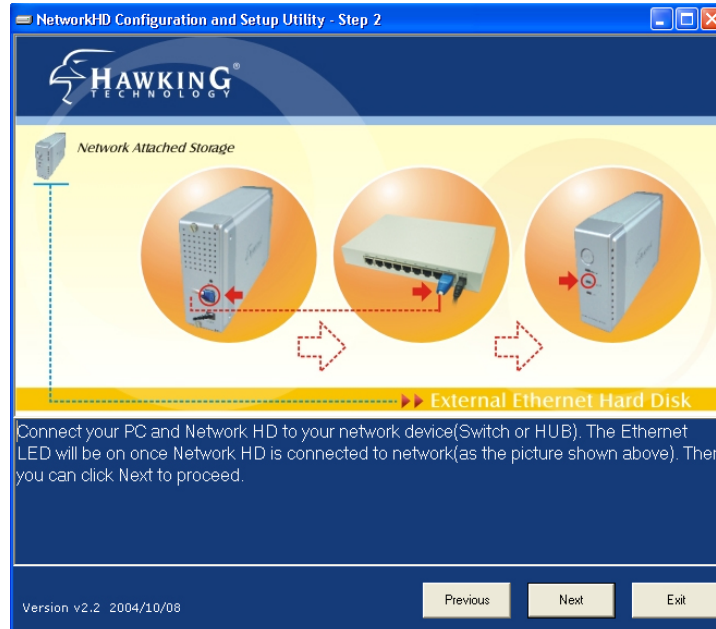 NetworkHD Configuration and Setup Utility - Step 2
HAWKING®
TECHNOLOGY
Network Attached Storage
External Ethernet Hard Disk
Connect your PC and Network HD to your network device(Switch or HUB). The Ethernet
LED will be on once Network HD is connected to network(as the picture shown above). Then
you can click Next to proceed.
Version v2.2 2004/10/08
Previous
Next
Exit